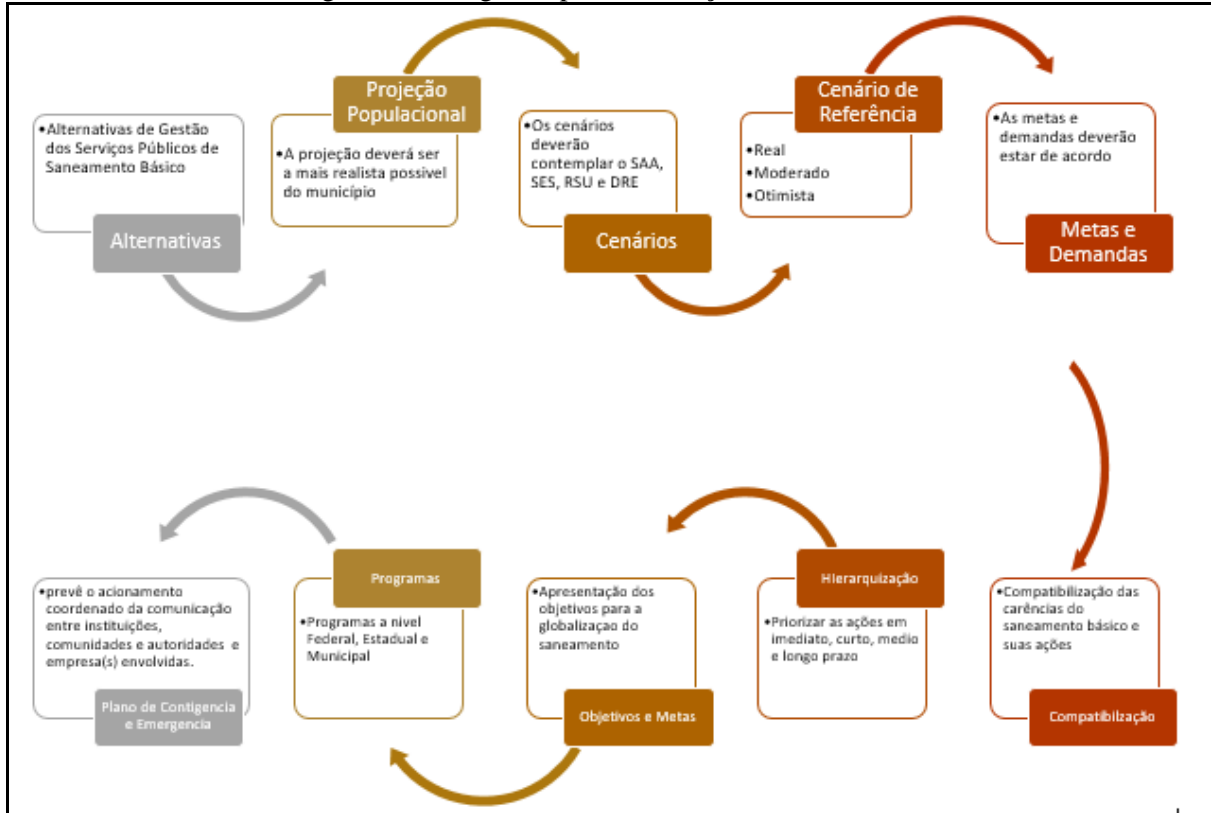 Projeção
Populacional
Cenário de
Referência
•Alternativas de Gestão
dos Serviços Públicos de
Saneamento Básico
Alternativas
•A projeção deverá ser
a mais realista possivel
do município
•Os cenários
deverão
contemplar o SAA,
SES, RSU e DRE
Cenários
•Real
•Moderado
•Otimista
•As metas e
demandas deverão
estar de acordo
Metas e
Demandas
•prevê o acionamento
coordenado da comunicação
entre instituições,
comunidades e autoridades e
empresa(s) envolvidas.
Plano de Contigencia
e Emergencia
Programas
•Programas a nivel
Federal, Estadual e
Municipal
•Apresentação dos
objetivos para a
globalizaçao do
saneamento
Objetivos e Metas
Hierarquização
•Priorizar as ações em
imediato, curto, medio
e longo prazo
•Compatibilização das
carências do
saneamento básico e
suas ações
Compatibilzação